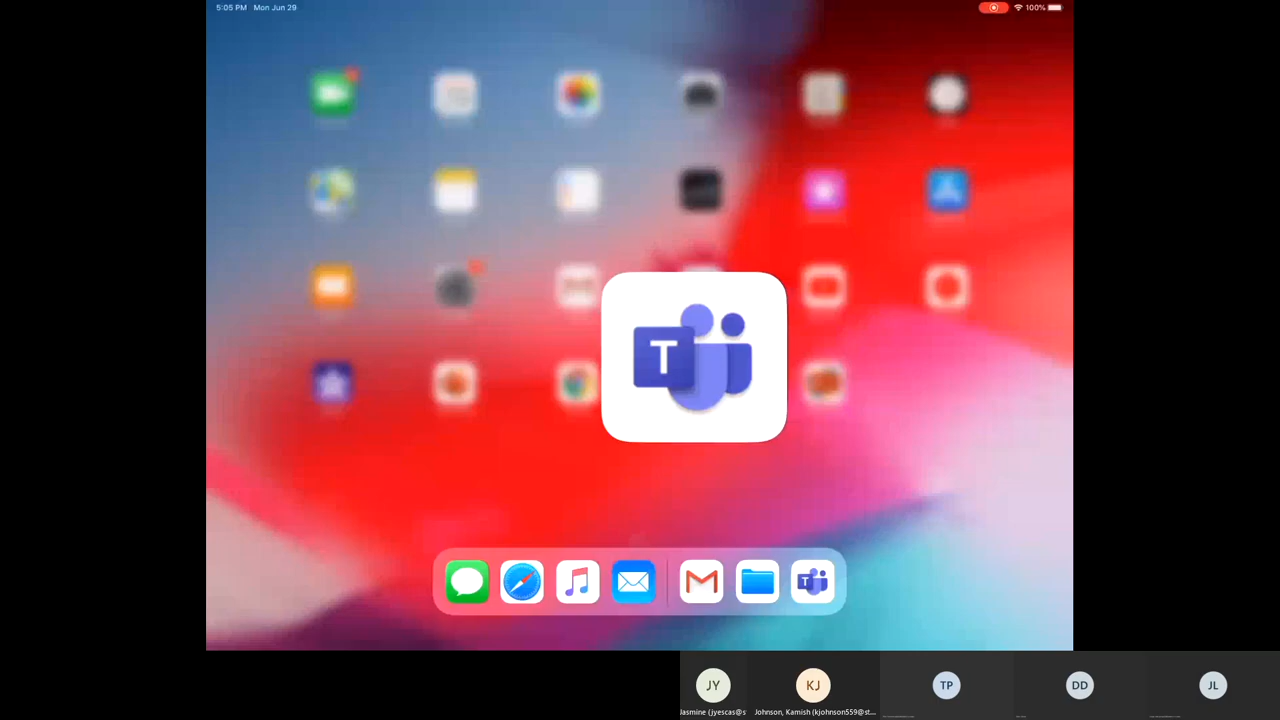 5:05 PM Mon Jun 29
100%
T
T
JY
KJ
TP
DD
JL
Jasmine (jyescas@s
Johnson, Kamish (kjohnson559@st...